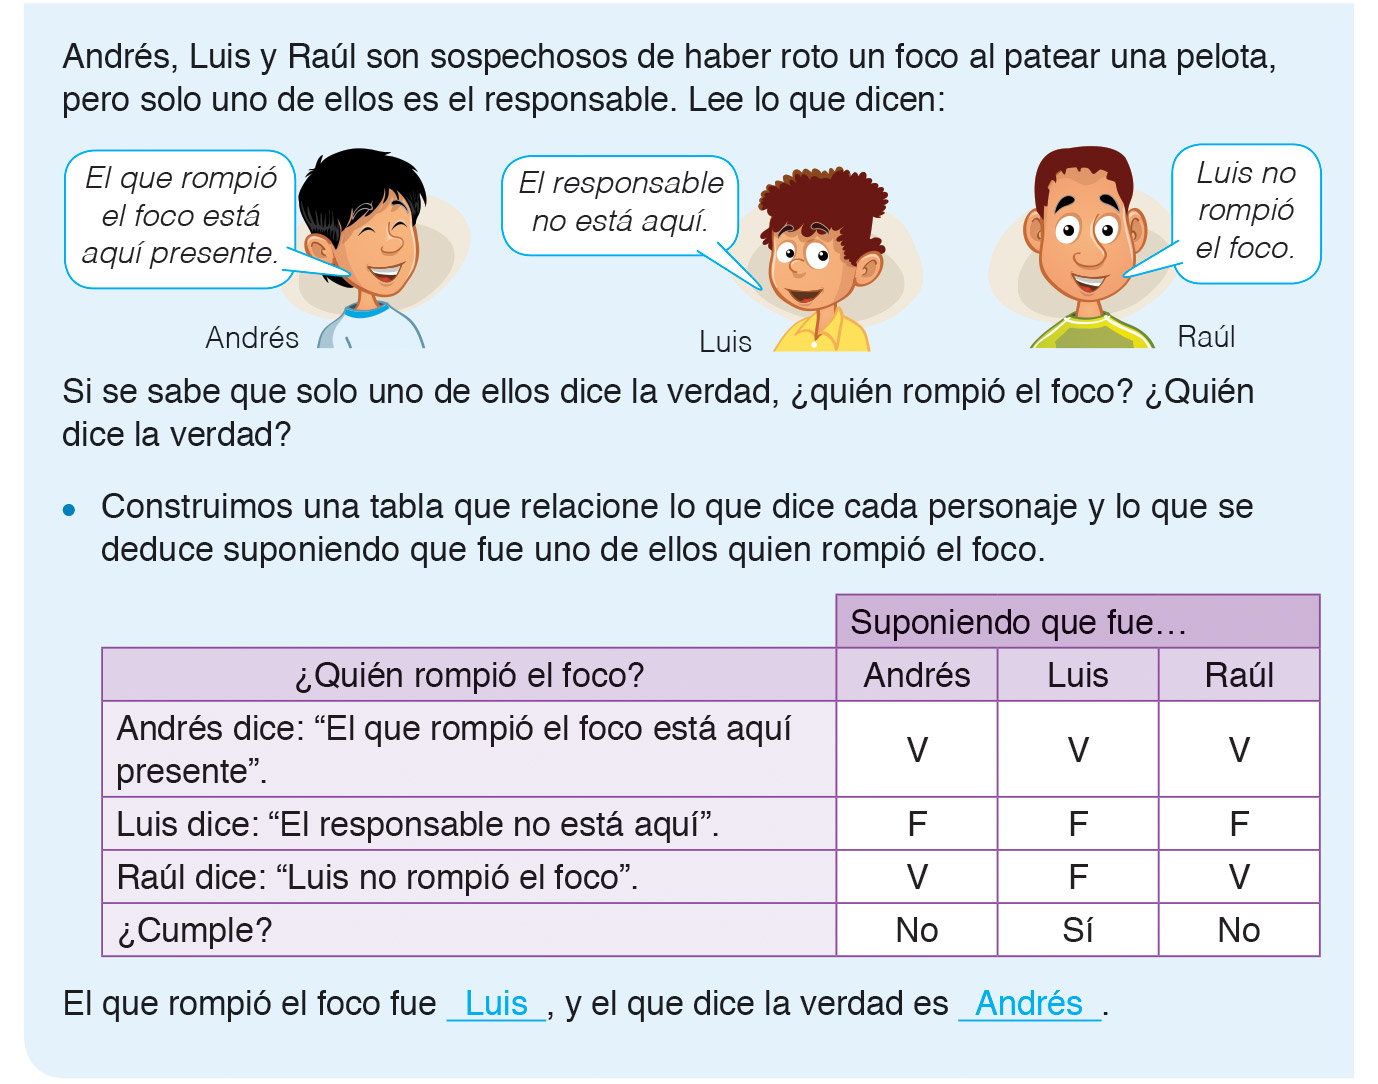 Andrés, Luis y Raúl son sospechosos de haber roto un foco al patear una pelota,
pero solo uno de ellos es el responsable. Lee lo que dicen:
El que rompió
el foco está
aquí presente.
Andrés
El responsable
no está aquí.
Luis
Luis no
rompió
el foco.
Raúl
Si se sabe que solo uno de ellos dice la verdad, ¿quién rompió el foco? ¿Quién
dice la verdad?
• Construimos una tabla que relacione lo que dice cada personaje y lo que se
deduce suponiendo que fue uno de ellos quien rompió el foco.
Suponiendo que fue…
¿Quién rompió el foco? Andrés Luis Raúl
Andrés dice: “El que rompió el foco está aquí
presente”. V V V
Luis dice: “El responsable no está aquí”. F F F
Raúl dice: “Luis no rompió el foco”. V F V
¿Cumple? No Sí No
El que rompió el foco fue Luis, y el que dice la verdad es Andrés.